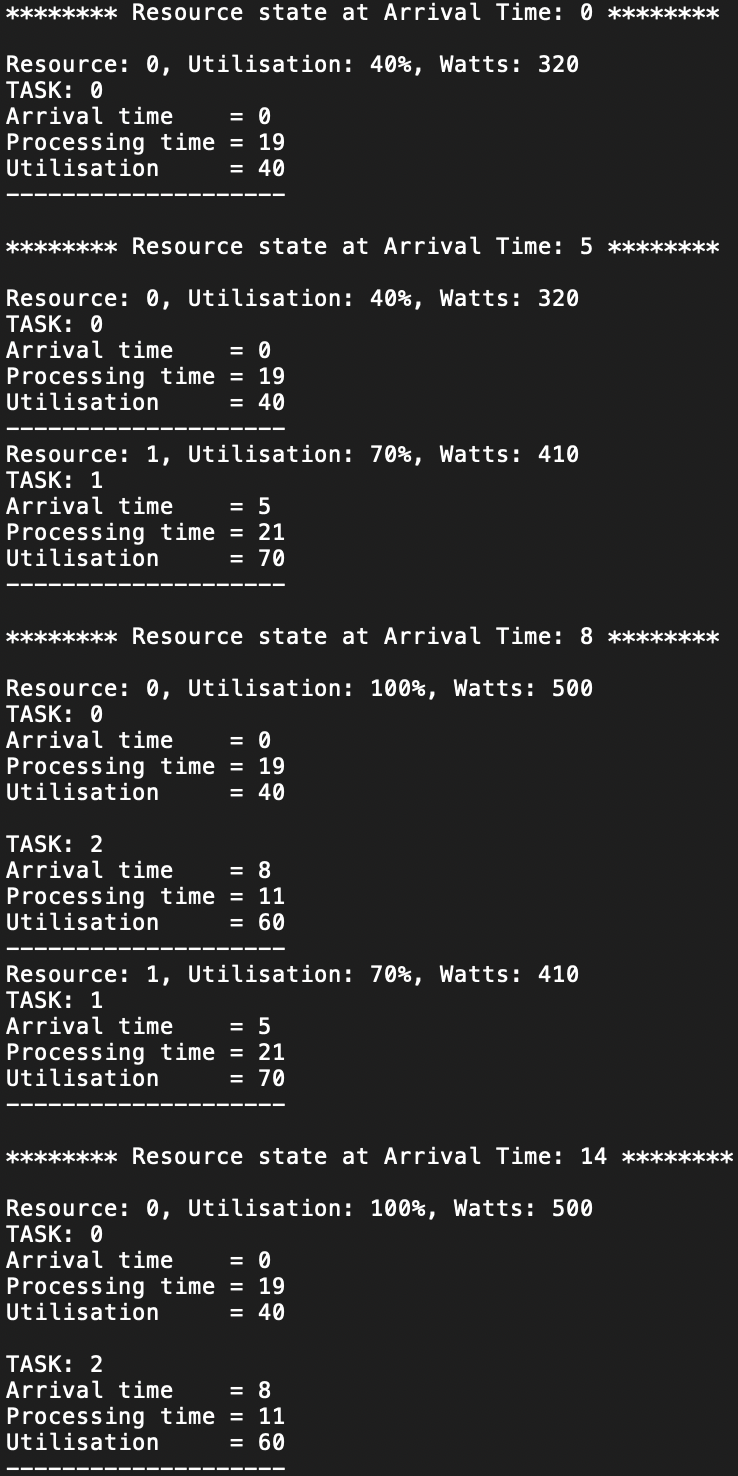 ******** Resource state at Arrival Time: 0 ********
Resource: 0, Utilisation: 40%, Watts: 320
TASK: 0
Arrival time    = 0
Processing time = 19
Utilisation     = 40
--------------------
******** Resource state at Arrival Time: 5 ********
Resource: 0, Utilisation: 40%, Watts: 320
TASK: 0
Arrival time    = 0
Processing time = 19
Utilisation     = 40
--------------------
Resource: 1, Utilisation: 70%, Watts: 410
TASK: 1
Arrival time    = 5
Processing time = 21
Utilisation     = 70
--------------------
******** Resource state at Arrival Time: 8 ********
Resource: 0, Utilisation: 100%, Watts: 500
TASK: 0
Arrival time    = 0
Processing time = 19
Utilisation     = 40
TASK: 2
Arrival time    = 8
Processing time = 11
Utilisation     = 60
--------------------
Resource: 1, Utilisation: 70%, Watts: 410
TASK: 1
Arrival time    = 5
Processing time = 21
Utilisation     = 70
--------------------
******** Resource state at Arrival Time: 14 ********
Resource: 0, Utilisation: 100%, Watts: 500
TASK: 0
Arrival time    = 0
Processing time = 19
Utilisation     = 40
TASK: 2
Arrival time    = 8
Processing time = 11
Utilisation     = 60
--------------------